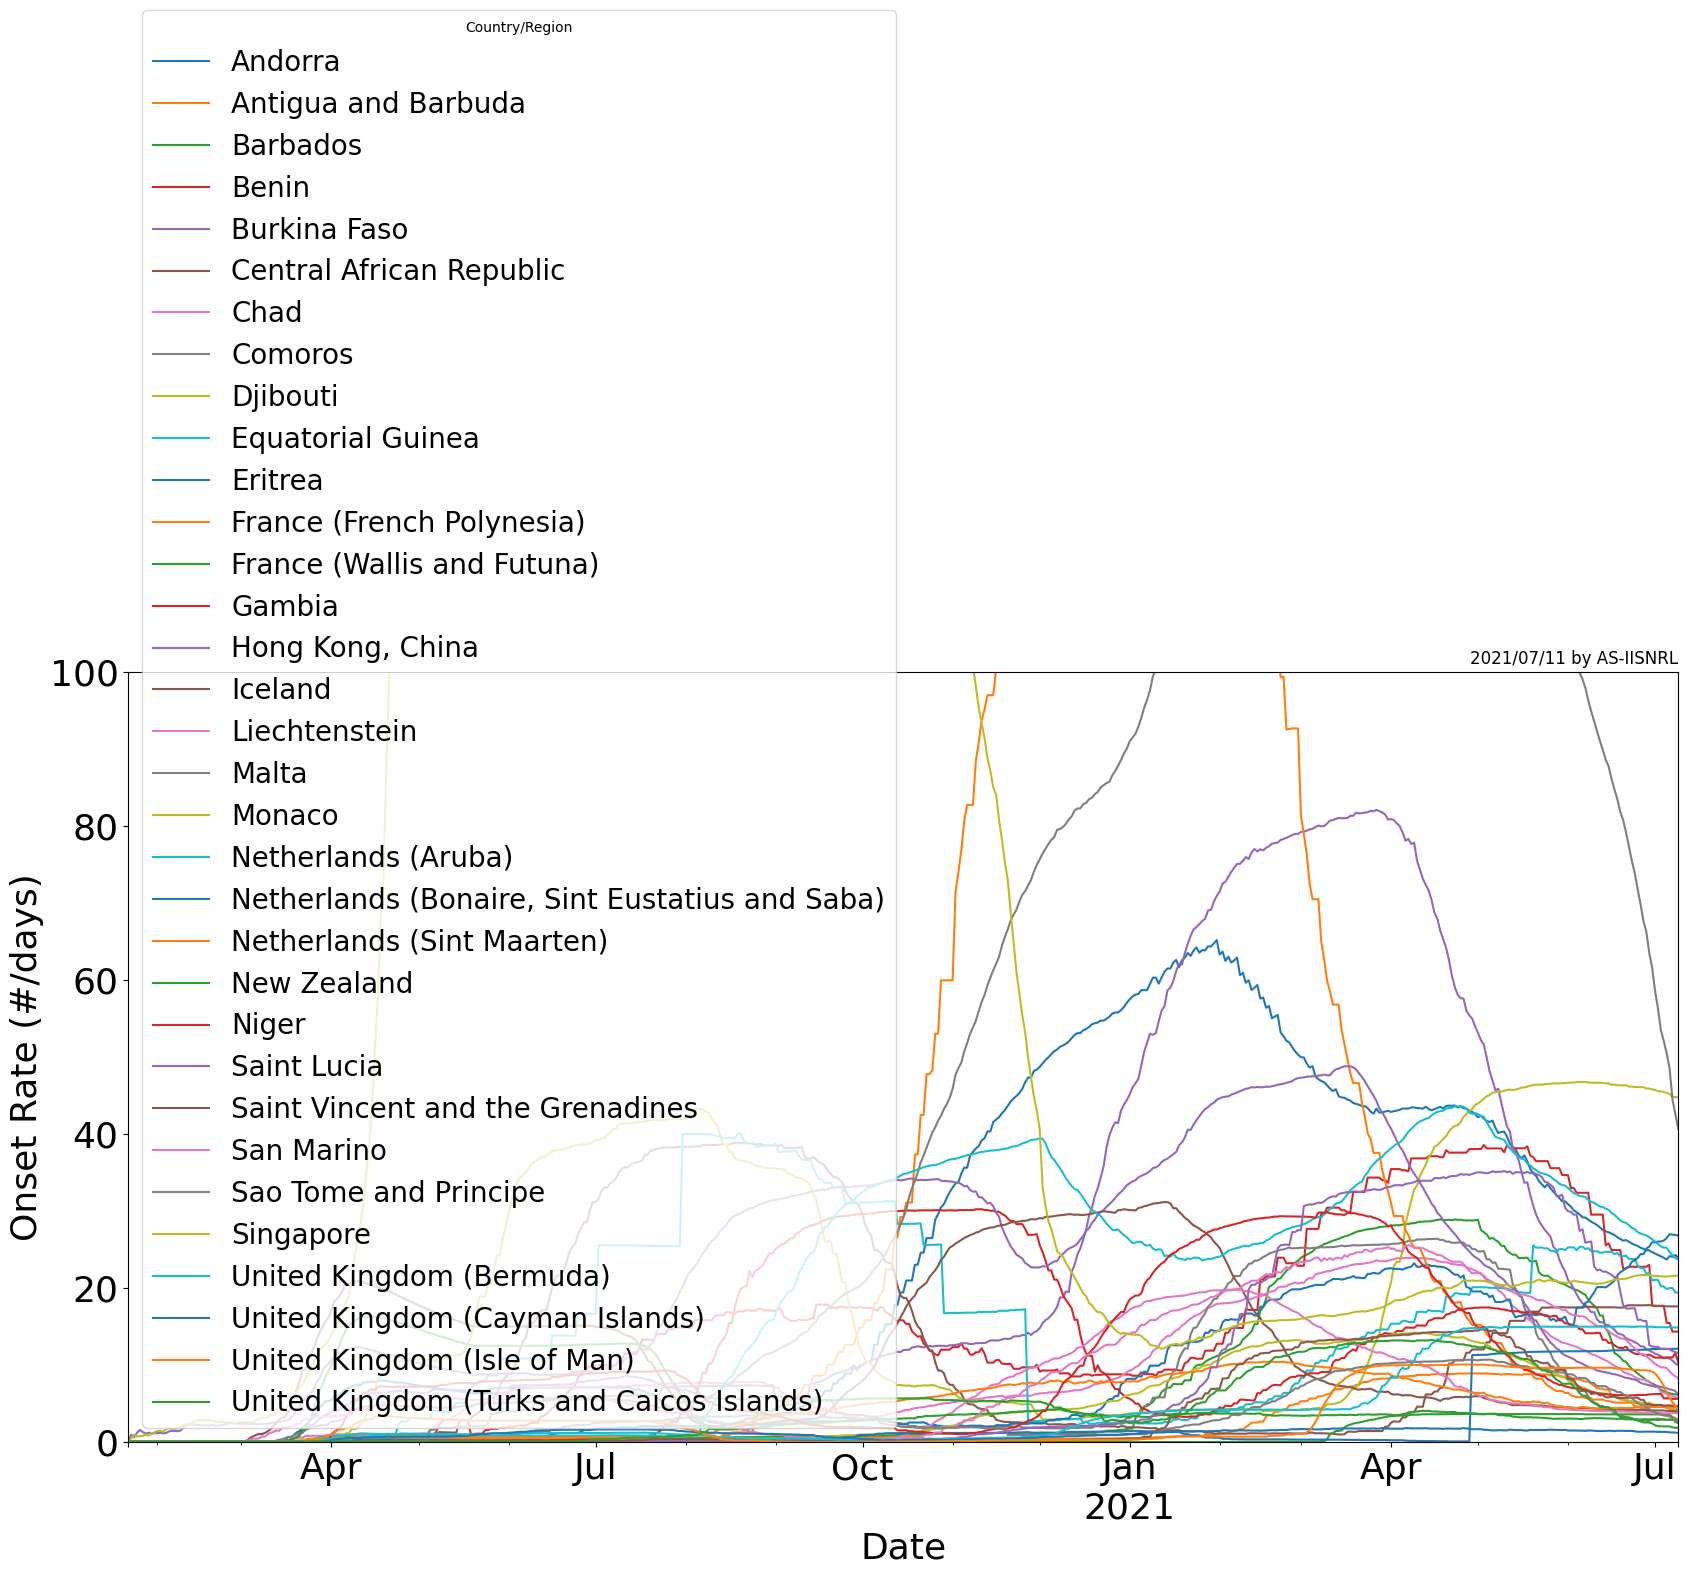 Country/Region
Andorra
Antigua and Barbuda
Barbados
Benin
Burkina Faso
Central African Republic
Chad
Comoros
Djibouti
Equatorial Guinea
Eritrea
France (French Polynesia)
France (Wallis and Futuna)
Gambia
Hong Kong, China
Iceland
Liechtenstein
Malta
Monaco
Netherlands (Aruba)
Netherlands (Bonaire, Sint Eustatius and Saba)
Netherlands (Sint Maarten)
New Zealand
Niger
Saint Lucia
Saint Vincent and the Grenadines
San Marino
Sao Tome and Principe
Singapore
United Kingdom (Bermuda)
United Kingdom (Cayman Islands)
United Kingdom (Isle of Man)
United Kingdom (Turks and Caicos Islands)
2021/07/11 by AS-IISNRL
Onset Rate (#/days)
100
80
60
40
20
0
Apr Jul Oct Jan Apr Jul
2021
Date